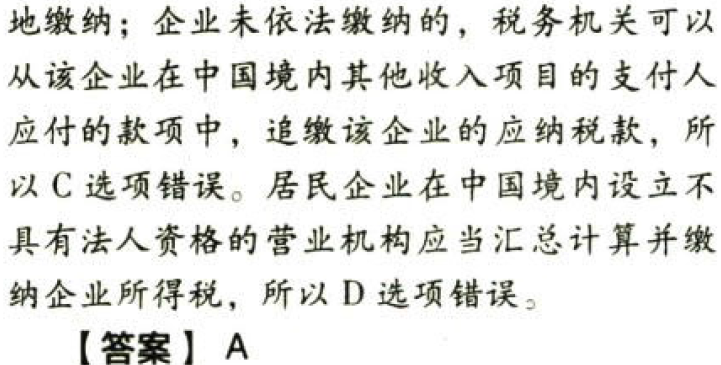 地缴纳；企业未依法缴纳的，税务机关可以
从该企业在中国境内其他收入项目的支付人
应付的款项中，追缴该企业的应纳税款，所
以 C 选项错误。居民企业在中国境内设立不
具有法人资格的营业机构应当汇总计算并缴
纳企业所得税，所以 D 选项错误。
【答案】 A